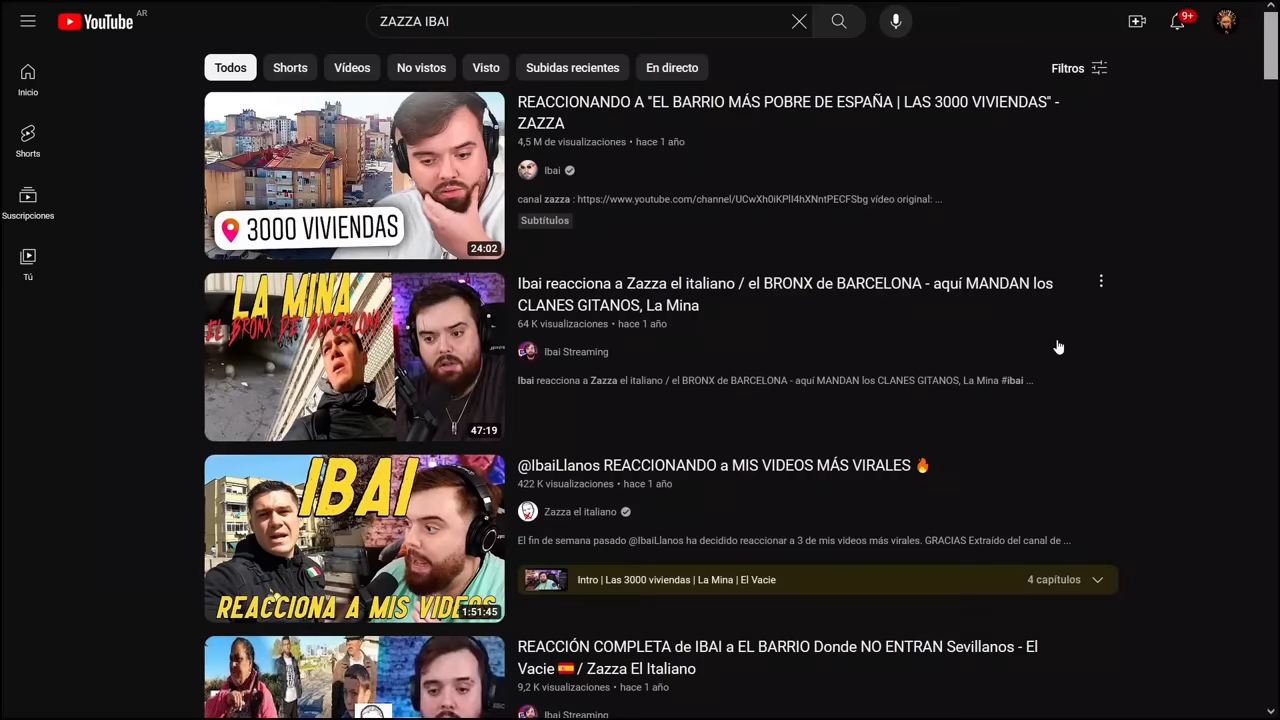 YouTube
AR
ZAZZA IBAI
9+
Todos
Shorts
Vídeos
No vistos
Visto
Subidas recientes
En directo
Filtros
Inicio
Shorts
Suscripciones
Tú
3000 VIVIENDAS
24:02
REACCIONANDO A "EL BARRIO MÁS POBRE DE ESPAÑA | LAS 3000 VIVIENDAS" -
ZAZZA
4,5 M de visualizaciones • hace 1 año
Ibai
canal zazza : https://www.youtube.com/channel/UCwXh0iKPlI4hXNntPECFSbg vídeo original: ...
Subtítulos
LA MINA
EL BRONX DE BARCELONA
47:19
Ibai reacciona a Zazza el italiano / el BRONX de BARCELONA - aquí MANDAN los
CLANES GITANOS, La Mina
64 K visualizaciones • hace 1 año
Ibai Streaming
Ibai reacciona a Zazza el italiano / el BRONX de BARCELONA - aquí MANDAN los CLANES GITANOS, La Mina #ibai ...
IBAI
REACCIONA A MIS VIDEOS
1:51:45
@IbaiLlanos REACCIONANDO a MIS VIDEOS MÁS VIRALES 🔥
422 K visualizaciones • hace 1 año
Zazza el italiano
El fin de semana pasado @IbaiLlanos ha decidido reaccionar a 3 de mis videos más virales. GRACIAS Extraído del canal de ...
Intro | Las 3000 viviendas | La Mina | El Vacie
4 capítulos
REACCIÓN COMPLETA de IBAI a EL BARRIO Donde NO ENTRAN Sevillanos - El
Vacie 🇪🇸 / Zazza El Italiano
9,2 K visualizaciones • hace 1 año
Ibai Streaming